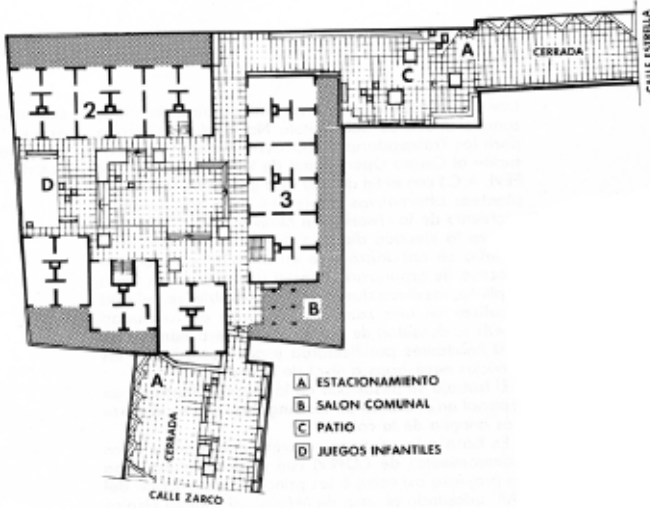 CALLE ESTRELLA
A
CERRADA
C
2
D
3
1
B
A
CERRADA
CALLE ZARCO
A ESTACIONAMIENTO
B SALON COMUNAL
C PATIO
D JUEGOS INFANTILES